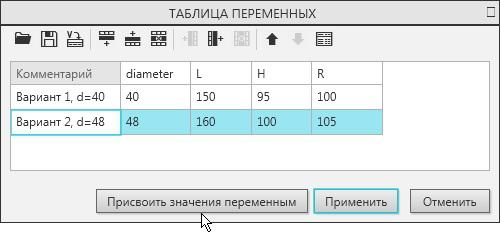 ТАБЛИЦА ПЕРЕМЕННЫХ
Комментарий diameter L H R
Вариант 1, d=40 40 150 95 100
Вариант 2, d=48 48 160 100 105
Присвоить значения переменным Применить Отменить